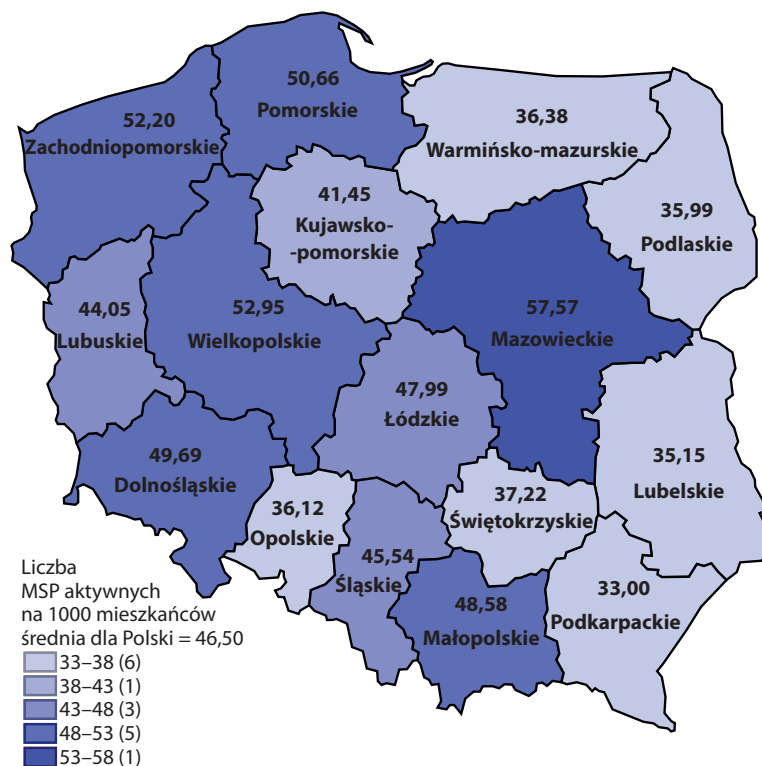 50,66
Pomorskie
52,20
Zachodniopomorskie
36,38
Warmińsko-mazurskie
41,45
Kujawsko-
-pomorskie
35,99
Podlaskie
44,05
Lubuskie
52,95
Wielkopolskie
57,57
Mazowieckie
47,99
Łódzkie
49,69
Dolnośląskie
35,15
Lubelskie
36,12
Opolskie
37,22
Świętokrzyskie
45,54
Śląskie
48,58
Małopolskie
33,00
Podkarpackie
Liczba
MSP aktywnych
na 1000 mieszkańców
średnia dla Polski = 46,50
33–38 (6)
38–43 (1)
43–48 (3)
48–53 (5)
53–58 (1)